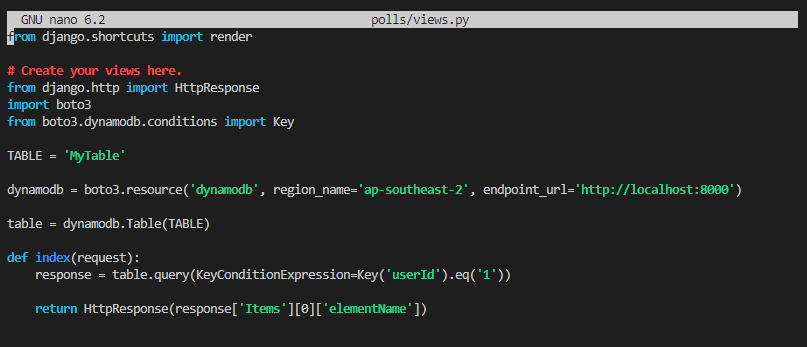 GNU nano 6.2 polls/views.py
from django.shortcuts import render
# Create your views here.
from django.http import HttpResponse
import boto3
from boto3.dynamodb.conditions import Key
TABLE = 'MyTable'
dynamodb = boto3.resource('dynamodb', region_name='ap-southeast-2', endpoint_url='http://localhost:8000')
table = dynamodb.Table(TABLE)
def index(request):
    response = table.query(KeyConditionExpression=Key('userId').eq('1'))
    return HttpResponse(response['Items'][0]['elementName'])